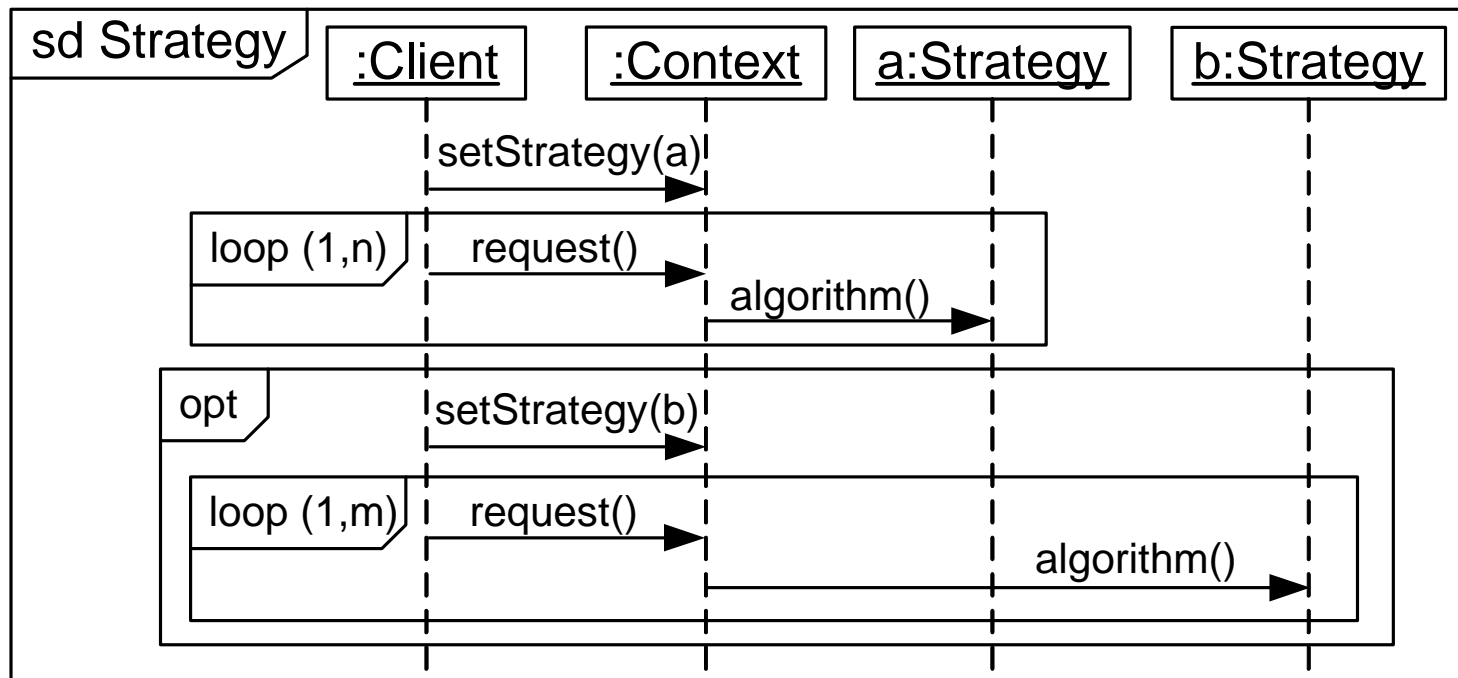 sd Strategy
:Client
:Context
a:Strategy
b:Strategy
setStrategy(a)
loop (1,n)
request()
algorithm()
opt
setStrategy(b)
loop (1,m)
request()
algorithm()